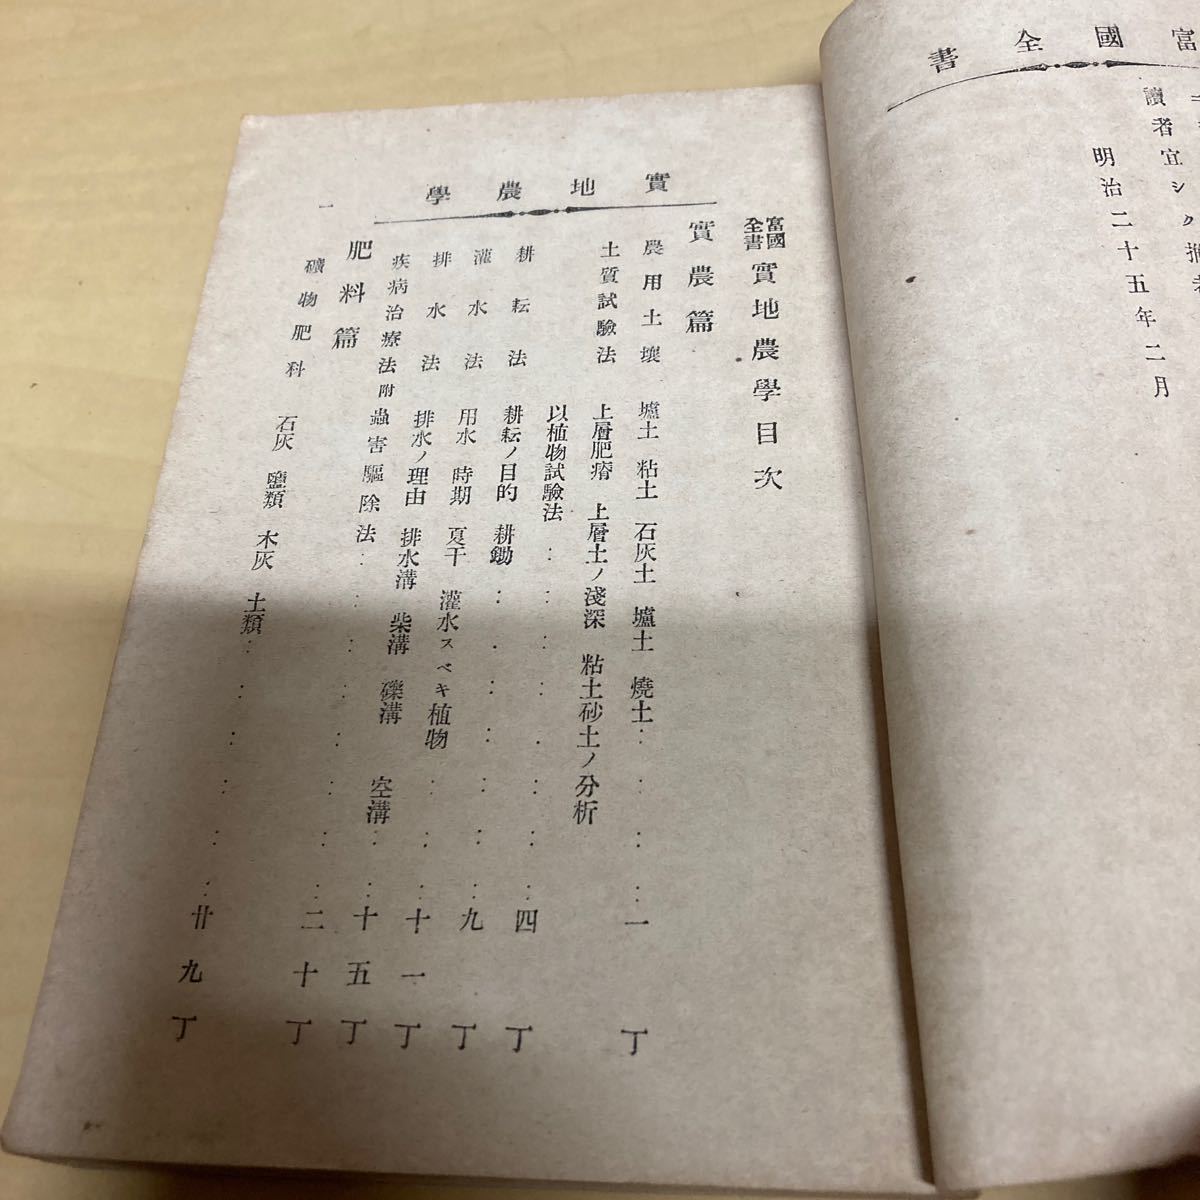 富國全書
讀者宜シク
明治二十五年二月
實地農學
富國全書 實地農學目次
實農篇
農用土壤 壚土 粘土 石灰土 壚土 燒土……一丁
土質試驗法 上層肥瘠 上層土ノ淺深 粘土砂土ノ分析
以植物試驗法……四丁
耕耘法 耕耘ノ目的 耕鋤……九丁
灌水法 用水 時期 夏干 灌水スベキ植物……十一丁
排水法 排水ノ理由 排水溝 柴溝 礫溝 空溝……十五丁
疾病治療法附蟲害驅除法……二十丁
肥料篇
礦物肥料 石灰 鹽類 木灰 土類……廿九丁
一